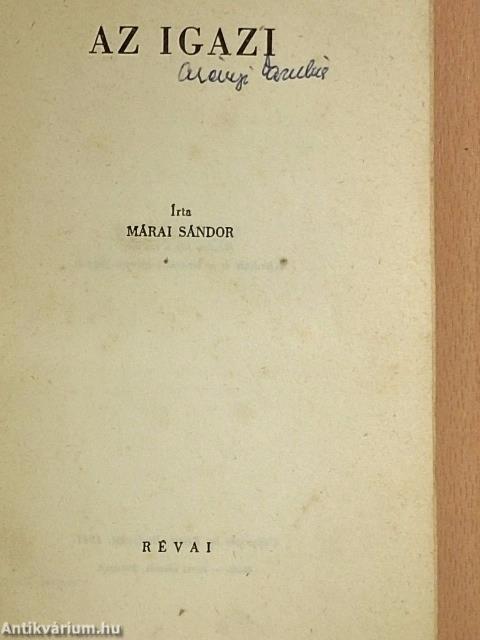 AZ IGAZI
Írta
MÁRAI SÁNDOR
RÉVAI
Antikvárium.hu